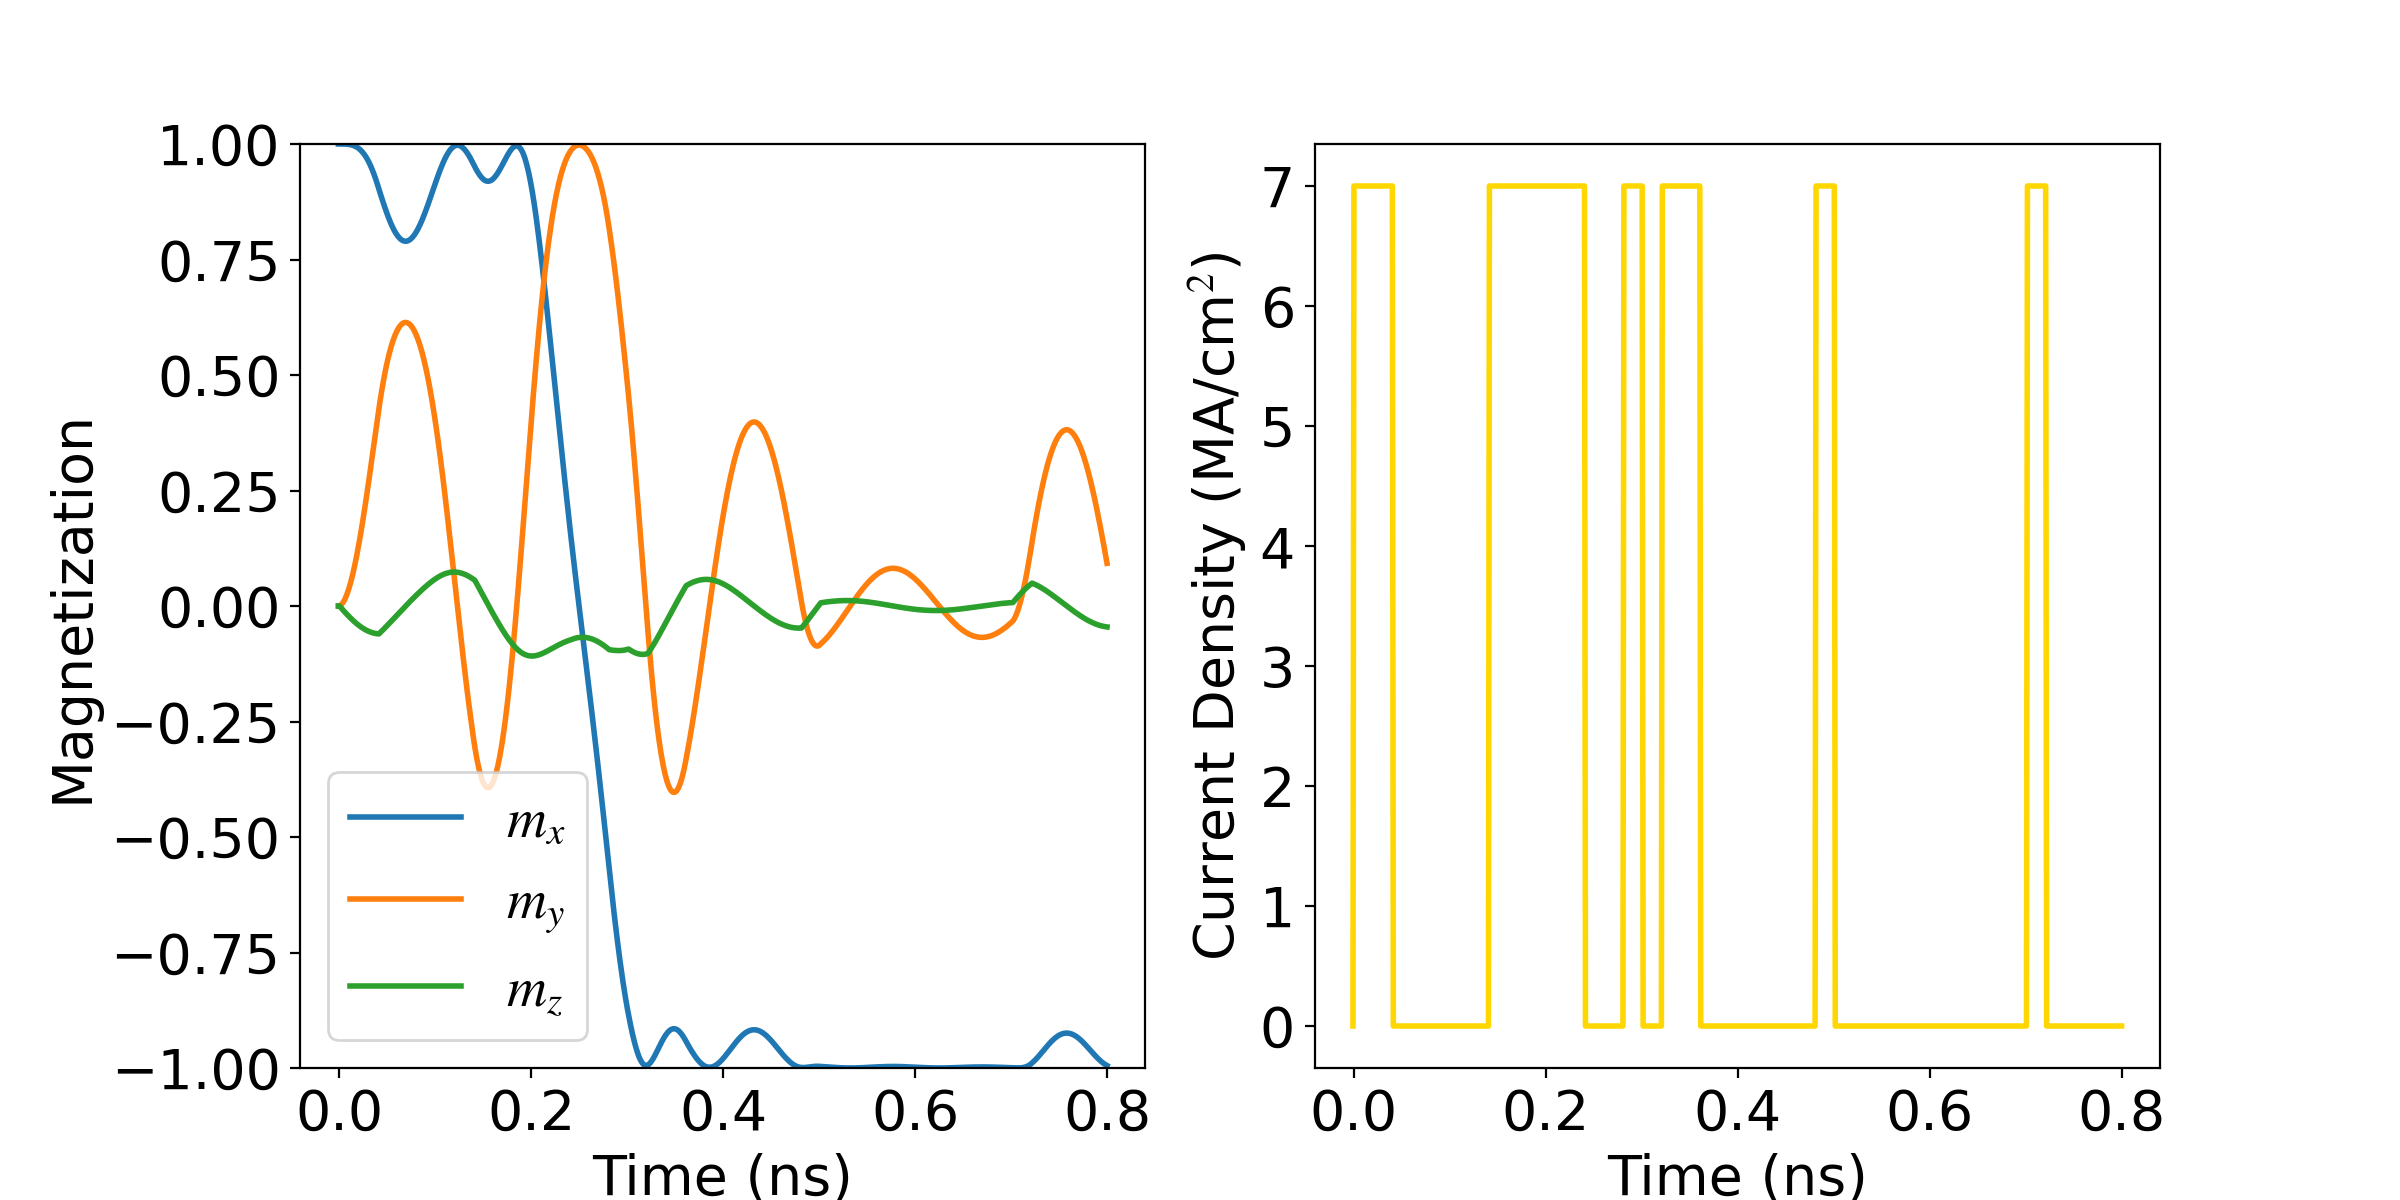 Magnetization
1.00
0.75
0.50
0.25
0.00
−0.25
−0.50
−0.75
−1.00
m_x
m_y
m_z
0.0 0.2 0.4 0.6 0.8
Time (ns)
Current Density (MA/cm²)
7
6
5
4
3
2
1
0
0.0 0.2 0.4 0.6 0.8
Time (ns)